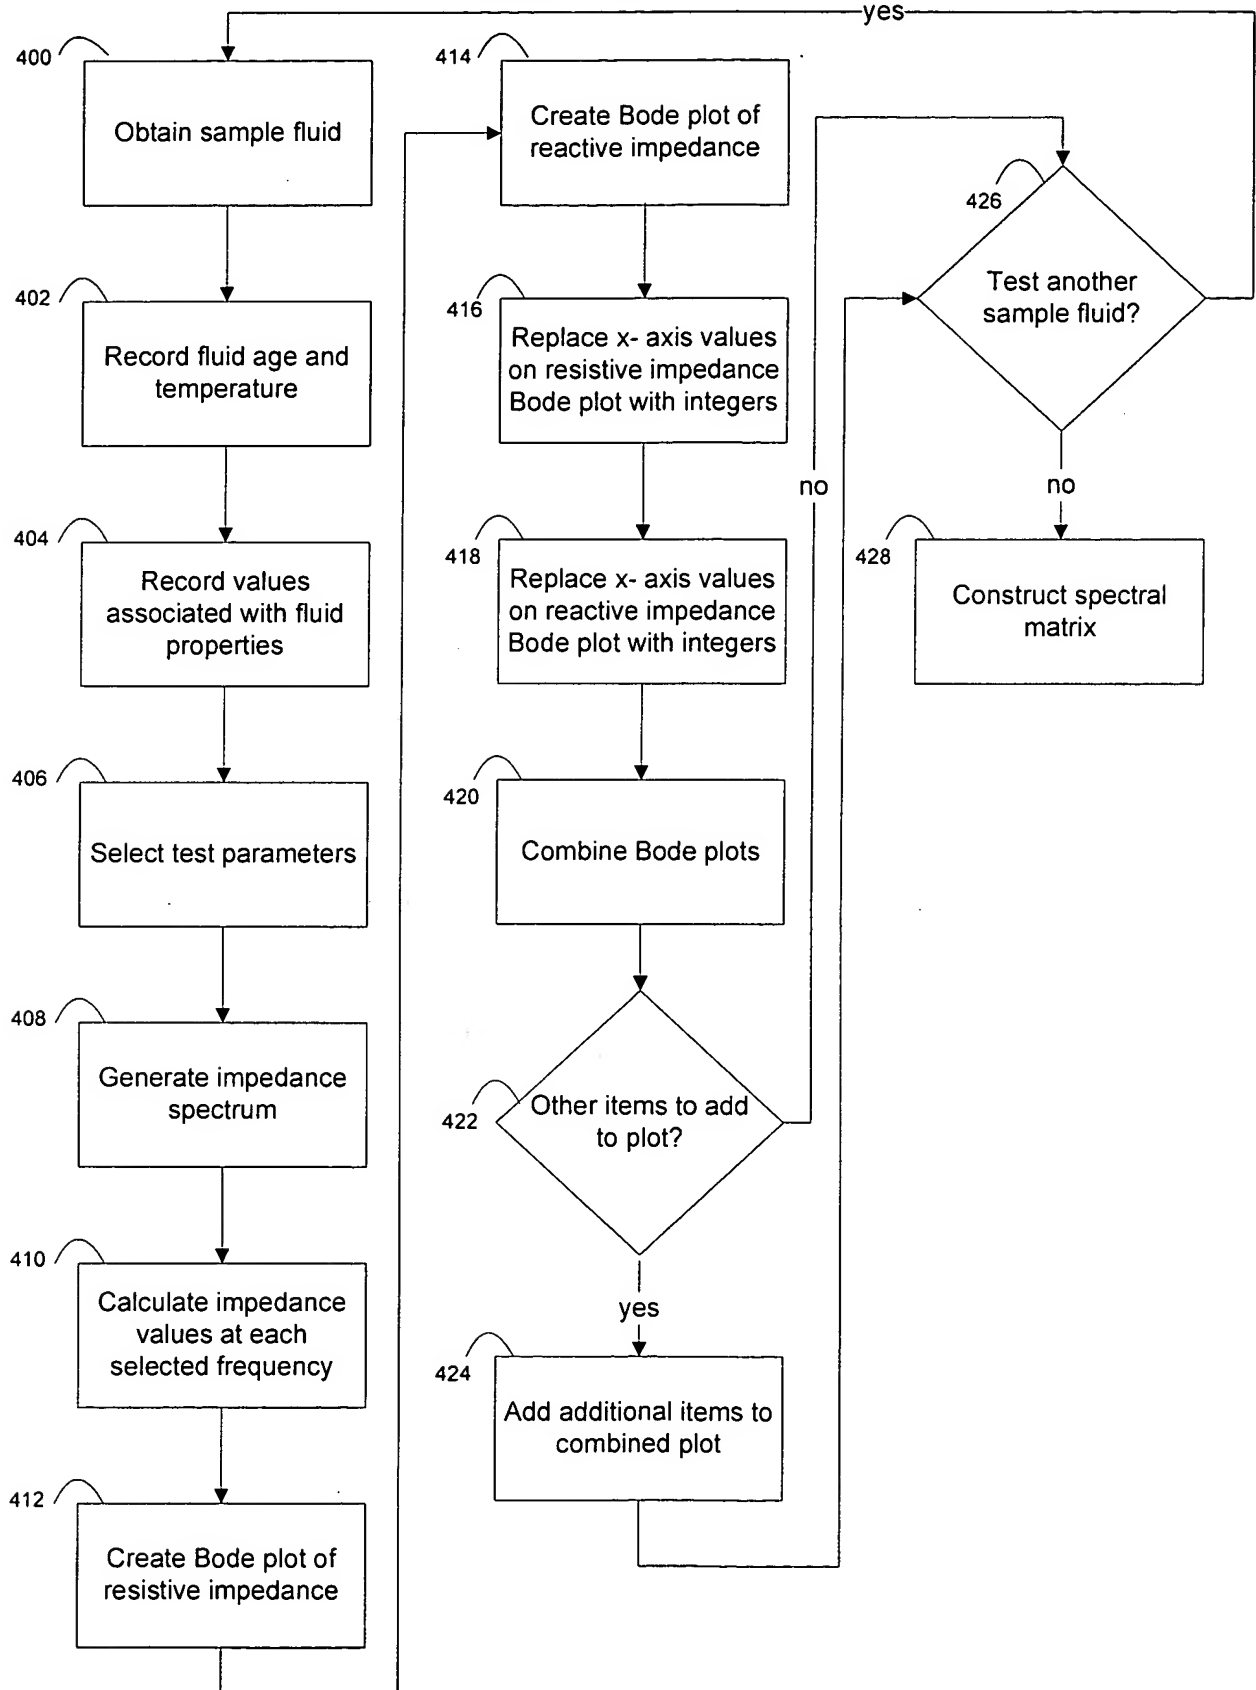 yes
400
Obtain sample fluid
402
Record fluid age and
temperature
404
Record values
associated with fluid
properties
406
Select test parameters
408
Generate impedance
spectrum
410
Calculate impedance
values at each
selected frequency
412
Create Bode plot of
resistive impedance
414
Create Bode plot of
reactive impedance
416
Replace x- axis values
on resistive impedance
Bode plot with integers
418
Replace x- axis values
on reactive impedance
Bode plot with integers
420
Combine Bode plots
422
Other items to add
to plot?
no
yes
424
Add additional items to
combined plot
426
Test another
sample fluid?
no
428
Construct spectral
matrix